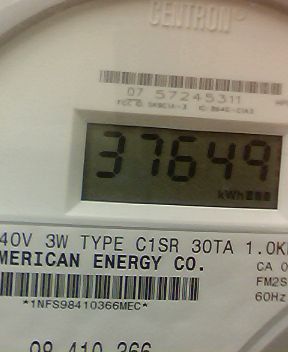 CENTRON®
07 57245311
37649
kWh
40V 3W TYPE C1SR 30TA 1.0K
MERICAN ENERGY CO.
CA 0
FM2S
60Hz
*1NFS98410366MEC*
98 410 366